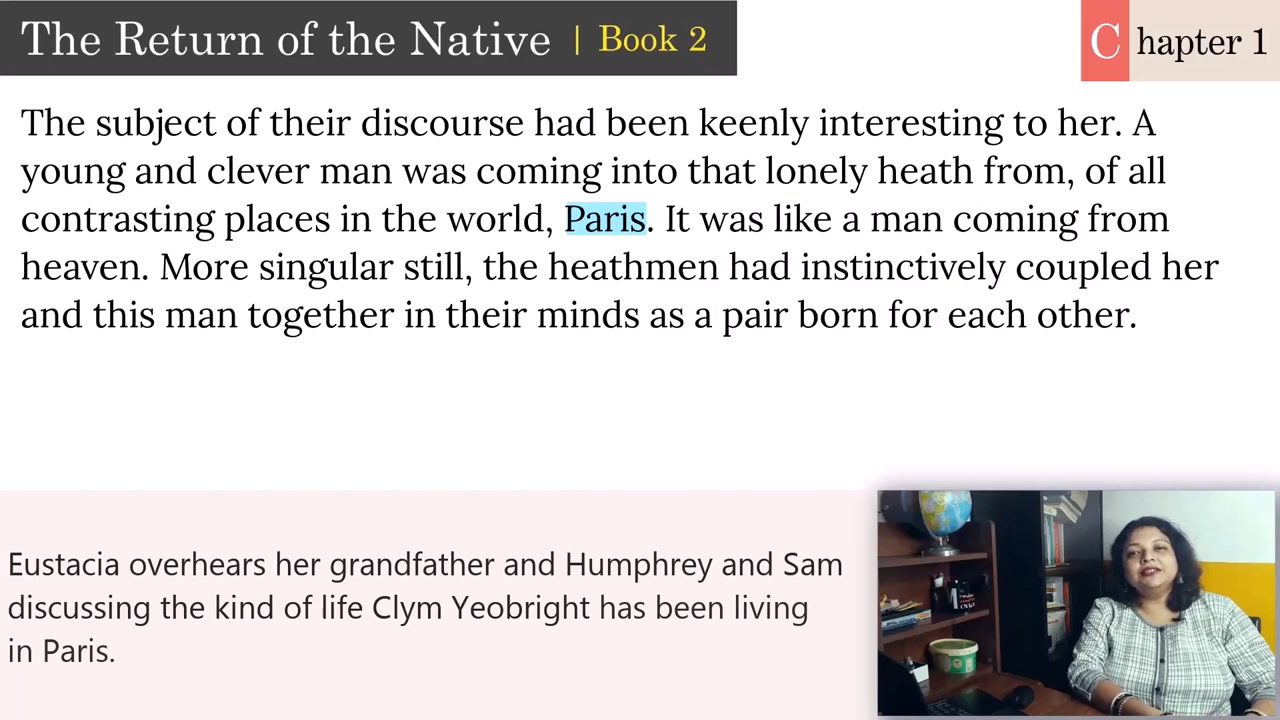 The Return of the Native | Book 2
Chapter 1
The subject of their discourse had been keenly interesting to her. A
young and clever man was coming into that lonely heath from, of all
contrasting places in the world, Paris. It was like a man coming from
heaven. More singular still, the heathmen had instinctively coupled her
and this man together in their minds as a pair born for each other.
Eustacia overhears her grandfather and Humphrey and Sam
discussing the kind of life Clym Yeobright has been living
in Paris.